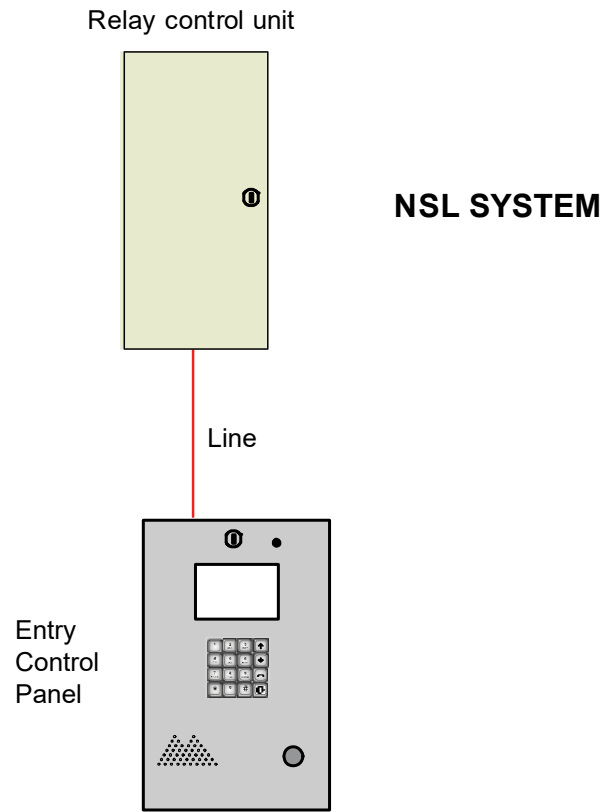 Relay control unit
NSL SYSTEM
Line
Entry
Control
Panel